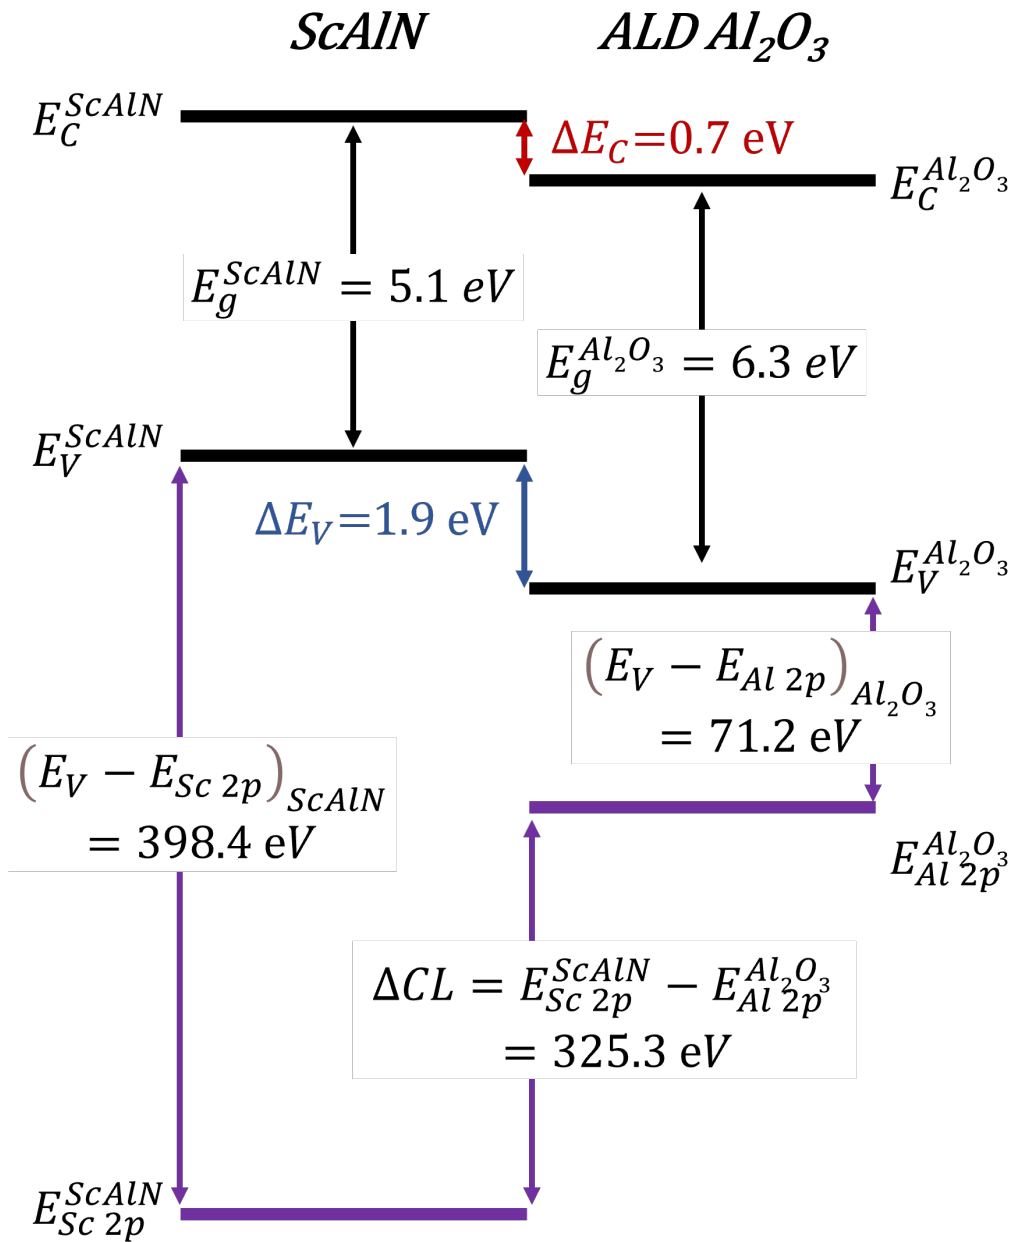 ScAlN
ALD Al₂O₃
E_C^ScAlN
ΔE_C=0.7 eV
E_C^Al₂O₃
E_g^ScAlN = 5.1 eV
E_g^Al₂O₃ = 6.3 eV
E_V^ScAlN
ΔE_V=1.9 eV
E_V^Al₂O₃
(E_V − E_Al 2p)_Al₂O₃
= 71.2 eV
(E_V − E_Sc 2p)_ScAlN
= 398.4 eV
E_Al 2p^Al₂O₃
ΔCL = E_Sc 2p^ScAlN − E_Al 2p^Al₂O₃
= 325.3 eV
E_Sc 2p^ScAlN